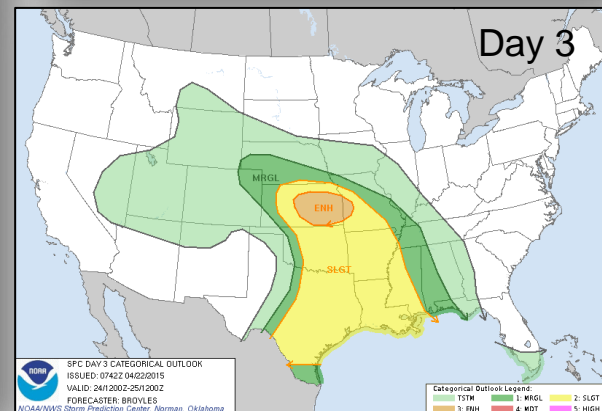 Day 3
MRGL
ENH
SLGT
NOAA
SPC DAY 3 CATEGORICAL OUTLOOK
ISSUED: 0742Z 04/22/2015
VALID: 24/1200Z-25/1200Z
FORECASTER: BROYLES
NOAA/NWS Storm Prediction Center, Norman, Oklahoma
Categorical Outlook Legend:
TSTM 1: MRGL 2: SLGT
3: ENH 4: MDT 5: HIGH